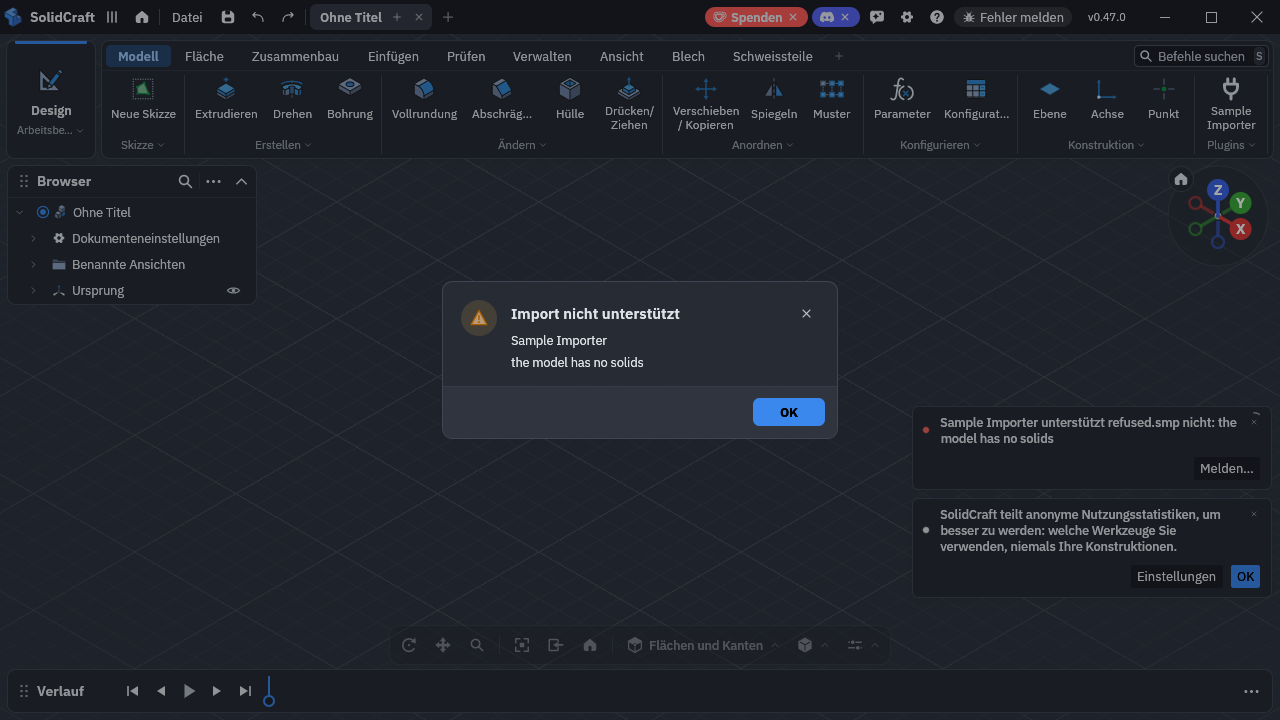 SolidCraft
Datei
Ohne Titel
Spenden
Fehler melden
v0.47.0
Design
Arbeitsbe...
Modell
Fläche
Zusammenbau
Einfügen
Prüfen
Verwalten
Ansicht
Blech
Schweissteile
Befehle suchen
S
Neue Skizze
Extrudieren
Drehen
Bohrung
Vollrundung
Abschräg...
Hülle
Drücken/
Ziehen
Verschieben
/ Kopieren
Spiegeln
Muster
Parameter
Konfigurat...
Ebene
Achse
Punkt
Sample
Importer
Skizze
Erstellen
Ändern
Anordnen
Konfigurieren
Konstruktion
Plugins
Browser
Ohne Titel
Dokumenteneinstellungen
Benannte Ansichten
Ursprung
Z
Y
X
Import nicht unterstützt
Sample Importer
the model has no solids
OK
Sample Importer unterstützt refused.smp nicht: the
model has no solids
Melden...
SolidCraft teilt anonyme Nutzungsstatistiken, um
besser zu werden: welche Werkzeuge Sie
verwenden, niemals Ihre Konstruktionen.
Einstellungen
OK
Flächen und Kanten
Verlauf